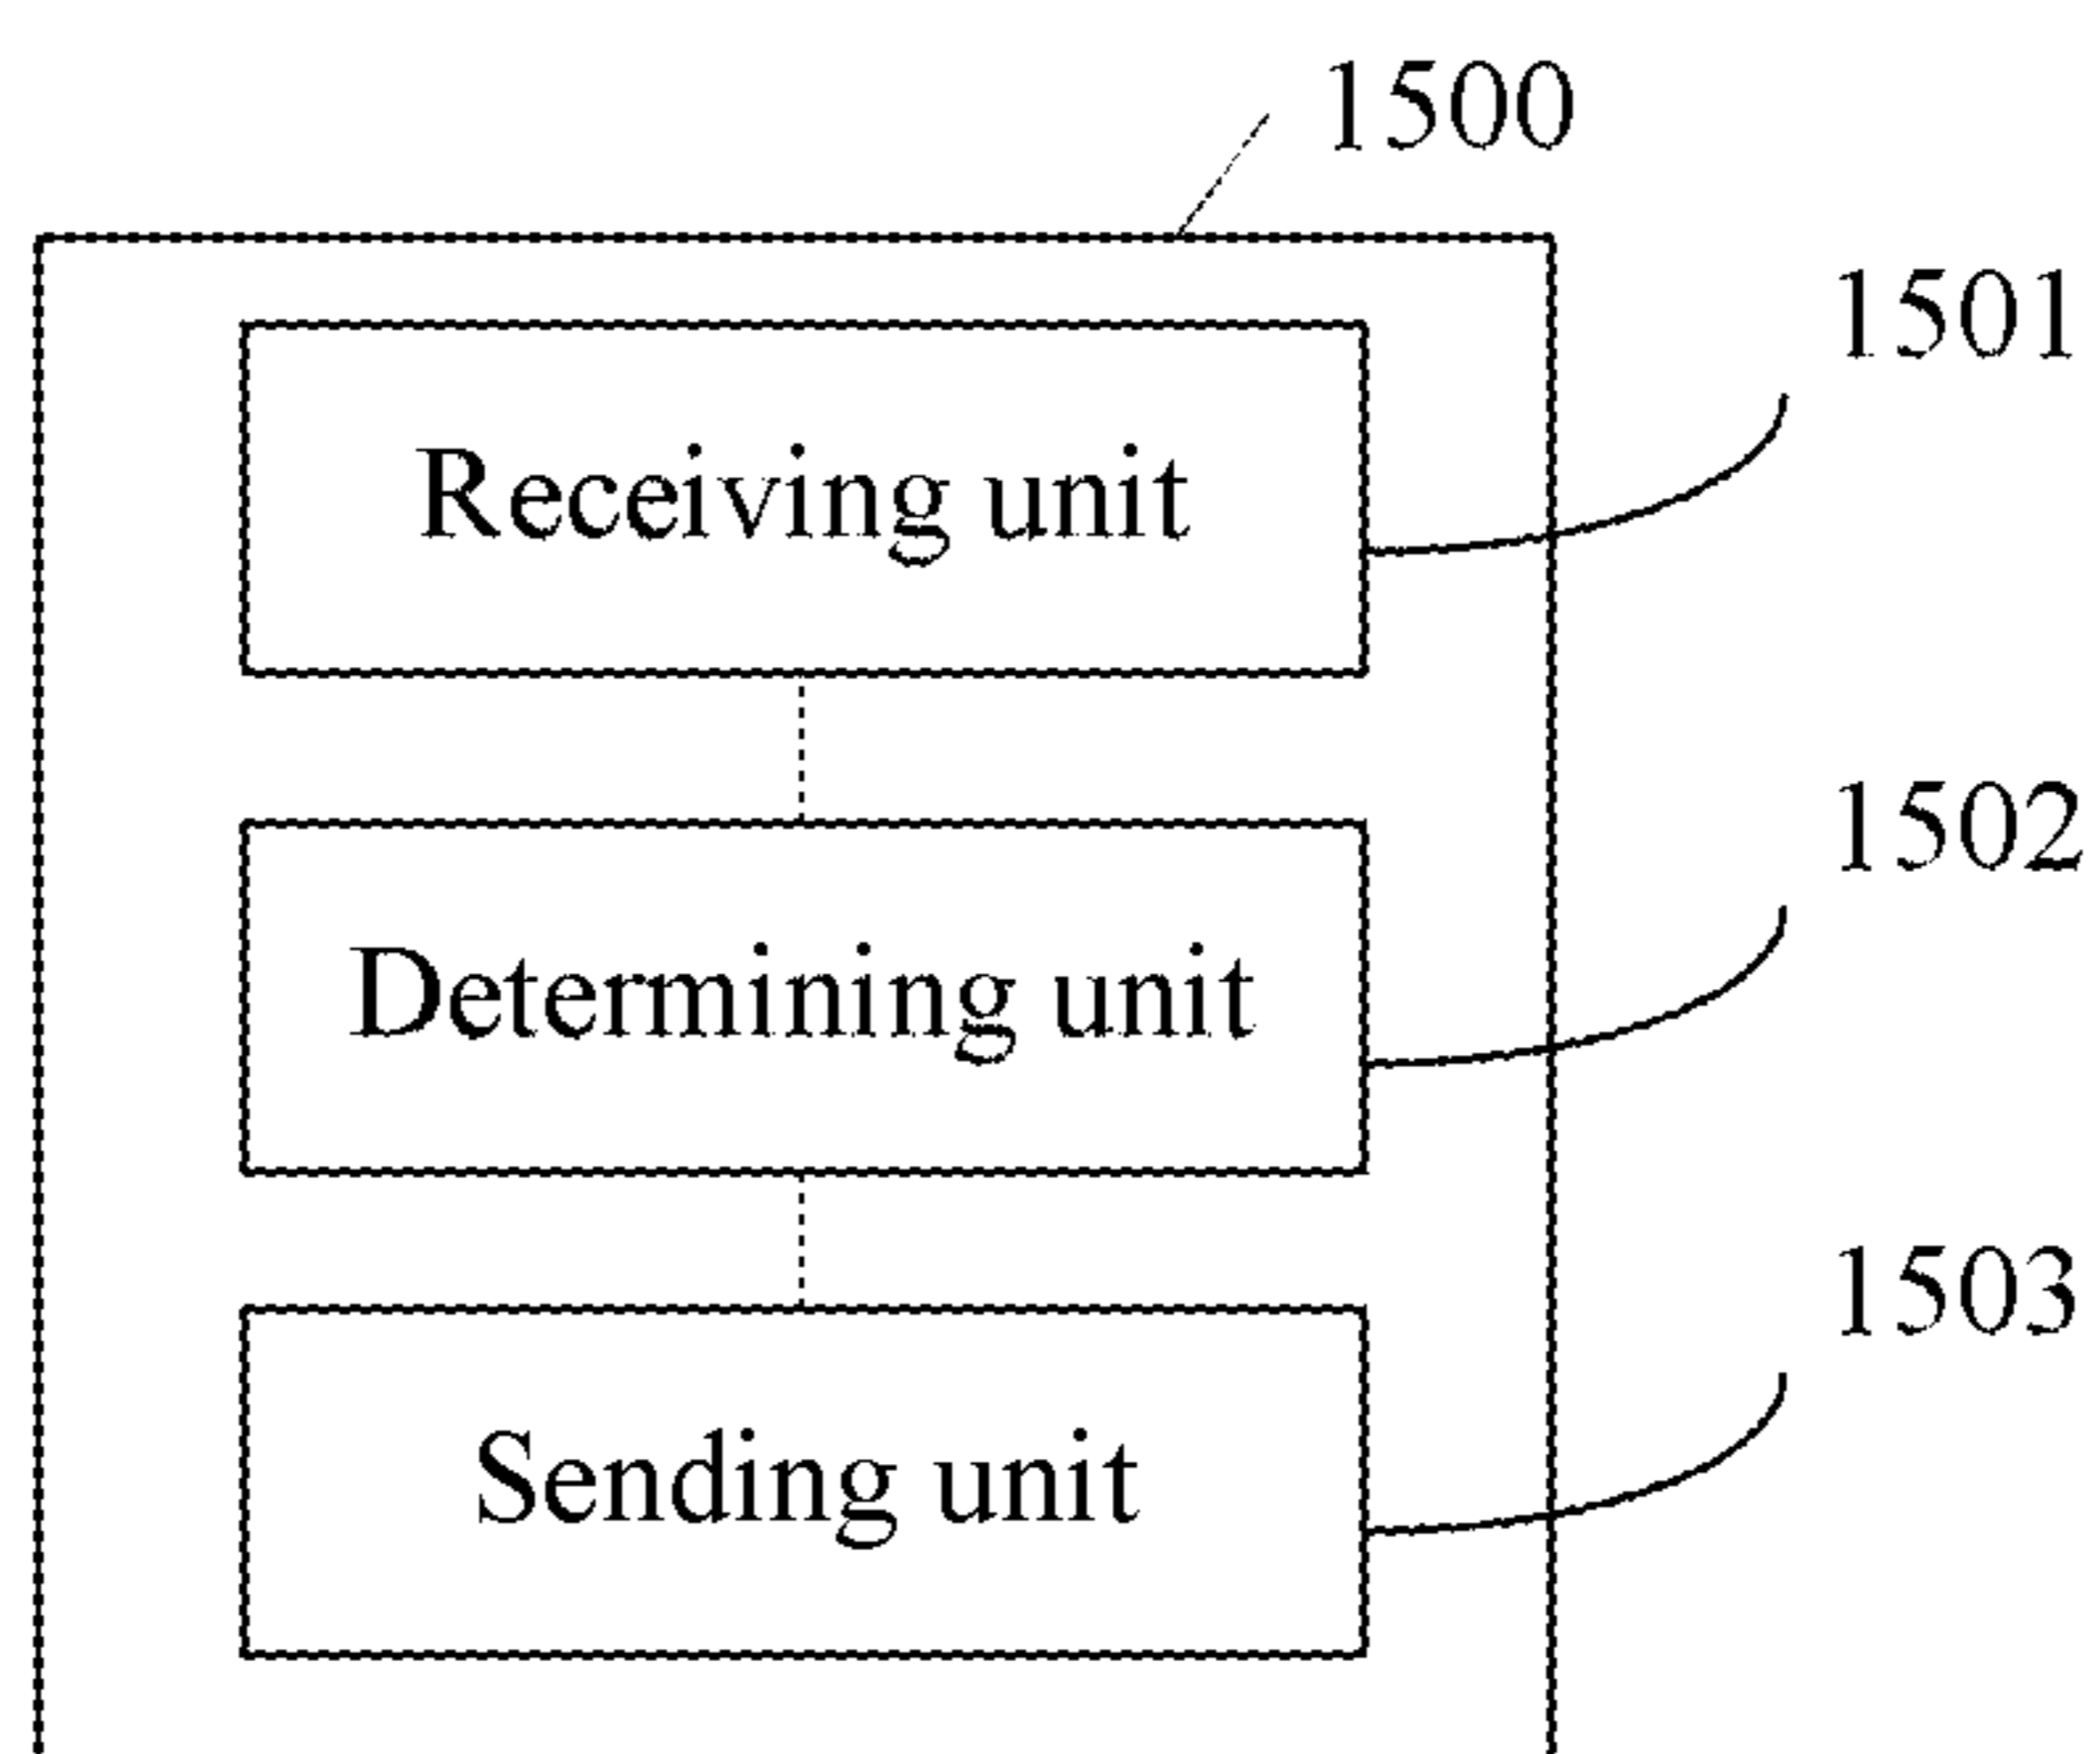 1500
1501
Receiving unit
1502
Determining unit
1503
Sending unit